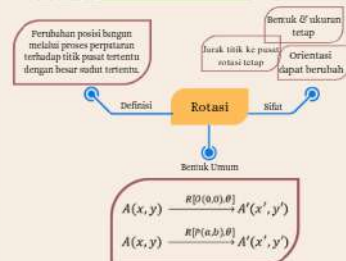 Perubahan posisi bangun
melalui proses perputaran
terhadap titik pusat tertentu
dengan besar sudut tertentu.
Bentuk & ukuran
tetap
Jarak titik ke pusat
rotasi tetap
Orientasi
dapat berubah
Definisi
Rotasi
Sifat
Bentuk Umum
A(x, y) R[O(0,0),θ]→ A′(x′, y′)
A(x, y) R[P(a,b),θ]→ A′(x′, y′)